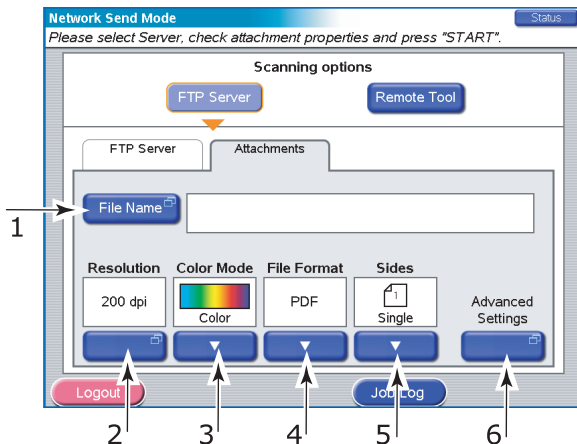 Network Send Mode
Status
Please select Server, check attachment properties and press "START".
Scanning options
FTP Server
Remote Tool
FTP Server
Attachments
File Name
1
Resolution
Color Mode
File Format
Sides
200 dpi
Color
PDF
1
Single
Advanced
Settings
Logout
Job Log
2
3
4
5
6